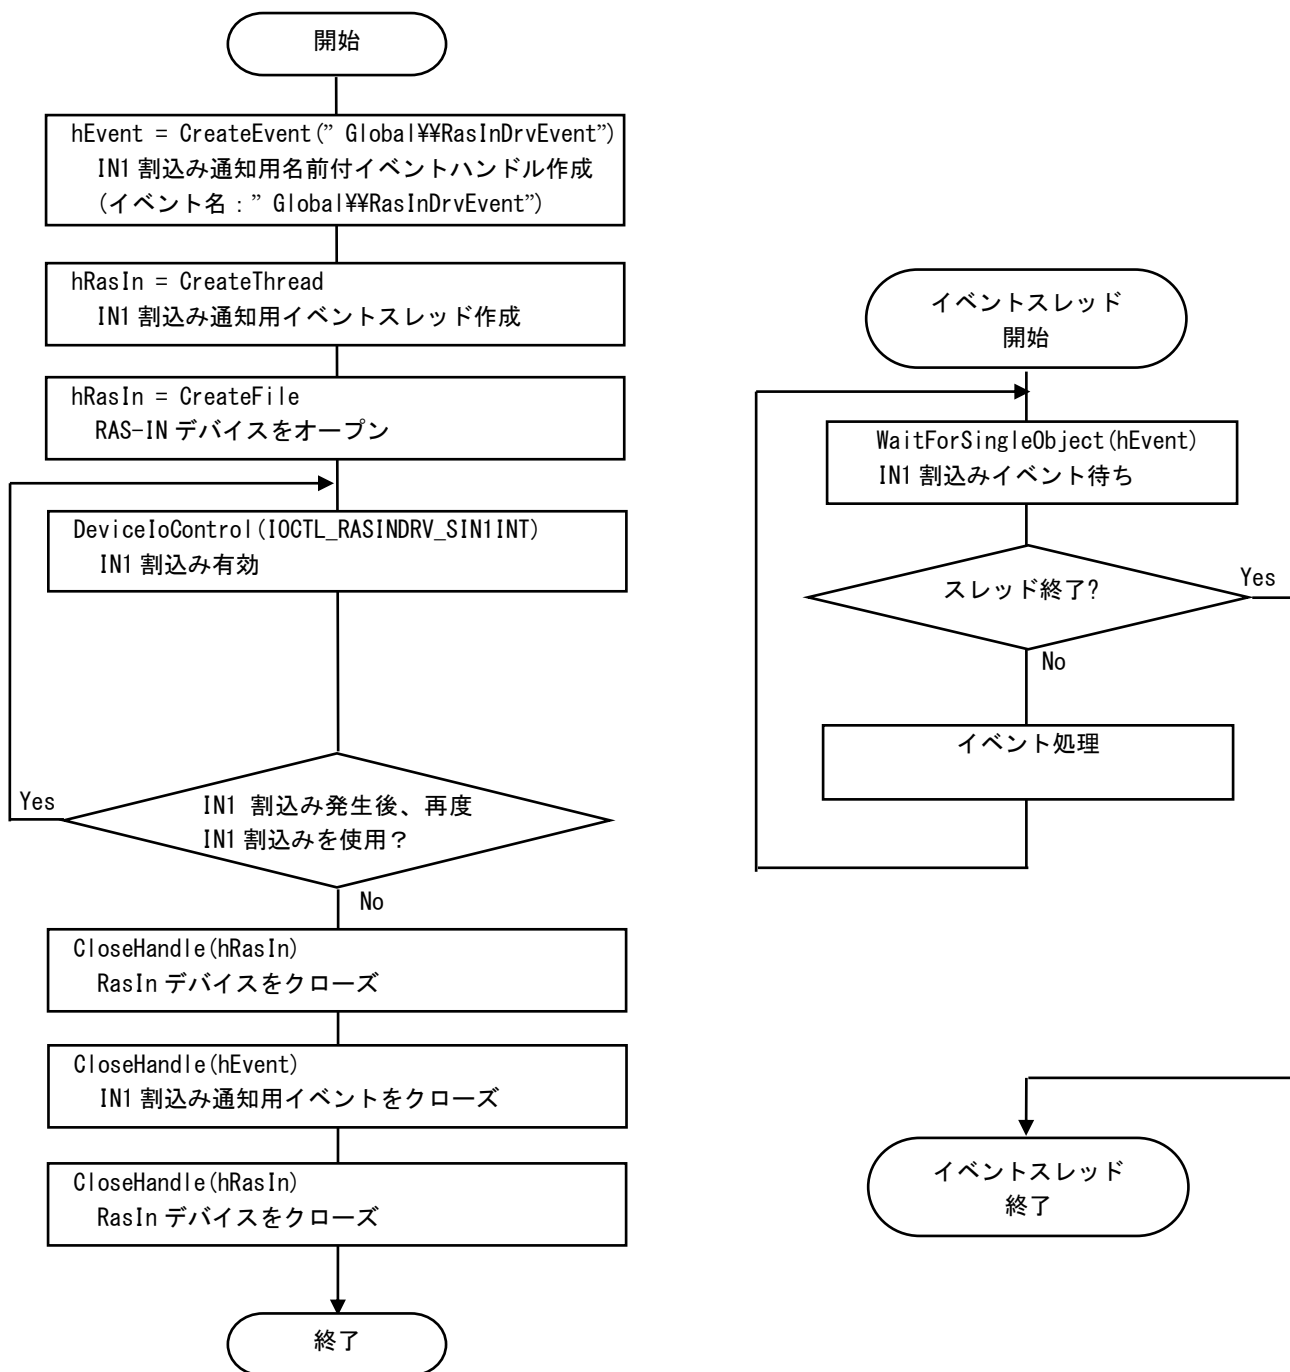 開始
hEvent = CreateEvent(” Global¥¥RasInDrvEvent”)
IN1 割込み通知用名前付イベントハンドル作成
(イベント名：” Global¥¥RasInDrvEvent”)
hRasIn = CreateThread
IN1 割込み通知用イベントスレッド作成
hRasIn = CreateFile
RAS-IN デバイスをオープン
DeviceIoControl(IOCTL_RASINDRV_SIN1INT)
IN1 割込み有効
Yes
IN1 割込み発生後、再度
IN1 割込みを使用？
No
CloseHandle(hRasIn)
RasIn デバイスをクローズ
CloseHandle(hEvent)
IN1 割込み通知用イベントをクローズ
CloseHandle(hRasIn)
RasIn デバイスをクローズ
終了
イベントスレッド
開始
WaitForSingleObject(hEvent)
IN1 割込みイベント待ち
スレッド終了?
Yes
No
イベント処理
イベントスレッド
終了